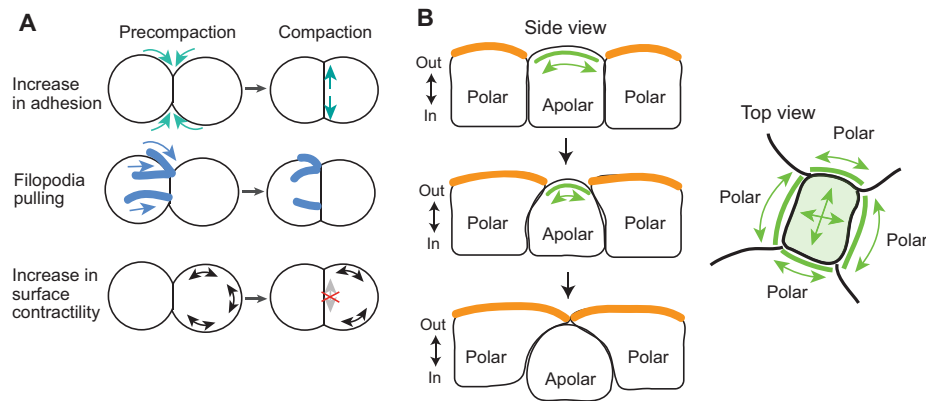 A
Precompaction
Compaction
Increase
in adhesion
Filopodia
pulling
Increase in
surface
contractility
B
Side view
Out
In
Polar
Apolar
Polar
Out
In
Polar
Apolar
Polar
Out
In
Polar
Apolar
Polar
Top view
Polar
Polar
Polar
Polar